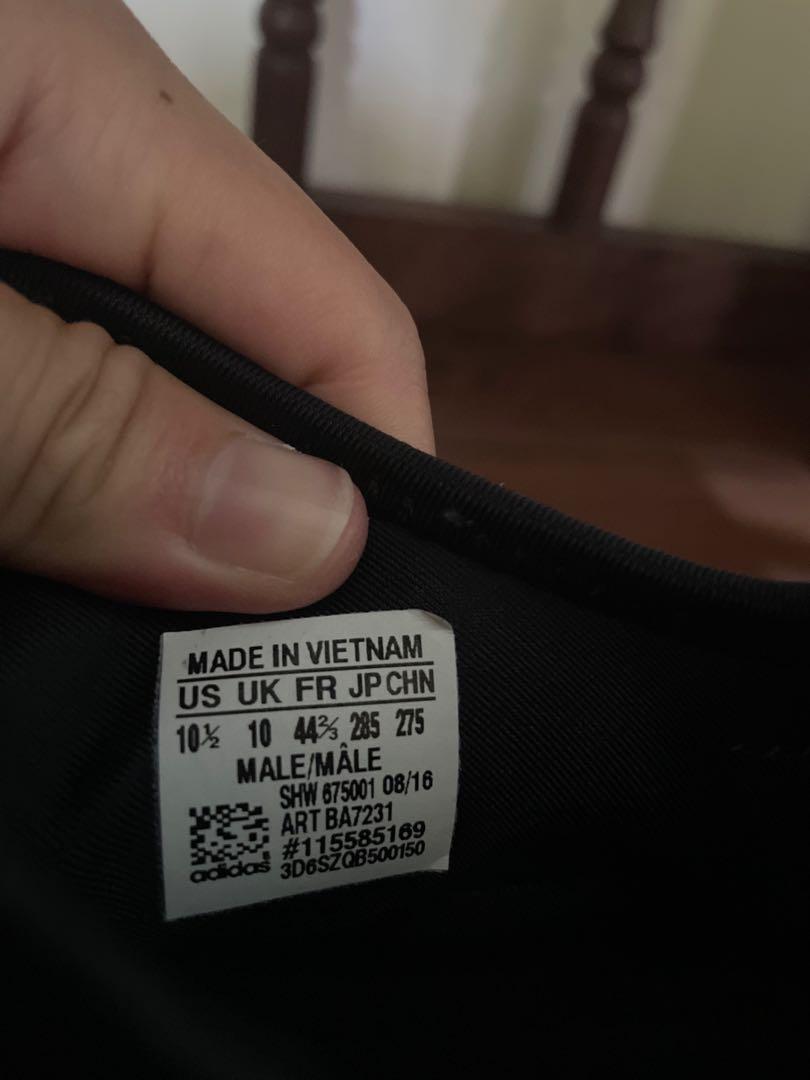 MADE IN VIETNAM
US UK FR JP CHN
10½ 10 44⅔ 285 275
MALE/MÂLE
SHW 675001 08/16
ART BA7231
#115585169
3D6SZQB500150
adidas